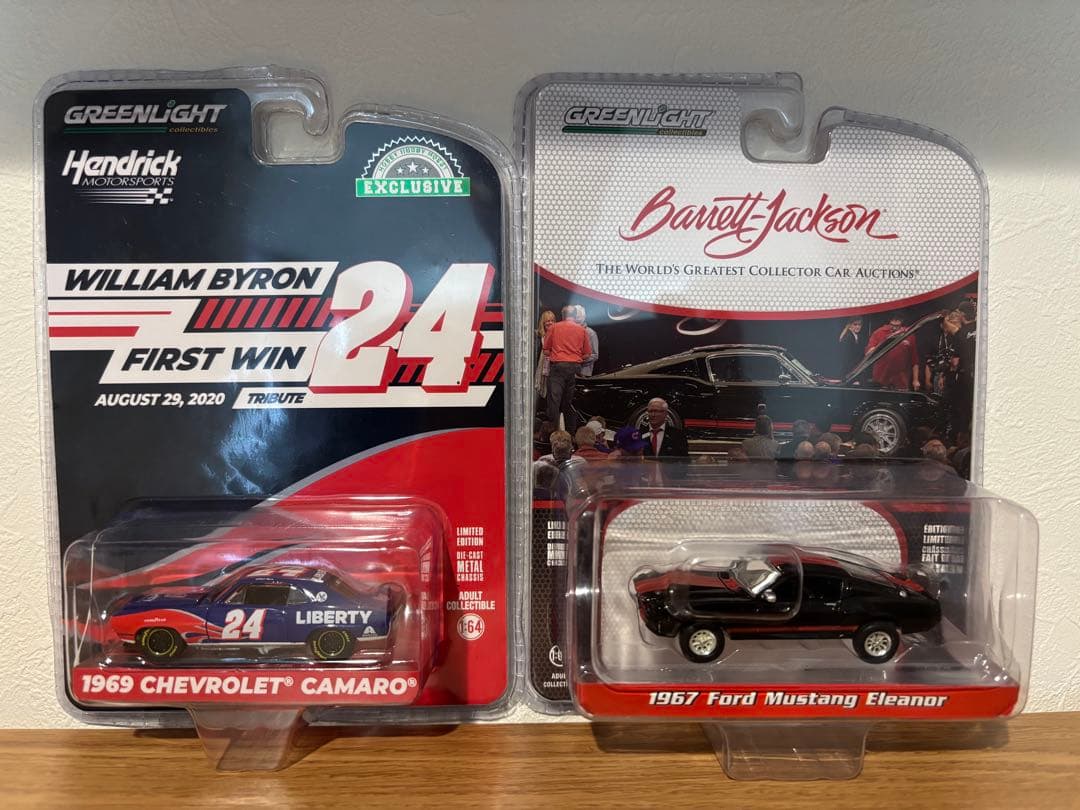 GREENLiGHT
collectibles
Hendrick
MOTORSPORTS
HOBBY
EXCLUSIVE
WILLIAM BYRON
24
FIRST WIN
AUGUST 29, 2020
TRIBUTE
LIMITED
EDITION
DIE-CAST
METAL
CHASSIS
ADULT
COLLECTIBLE
1:64
24
LIBERTY
1969 CHEVROLET® CAMARO®
GREENLiGHT
collectibles
Barrett-Jackson
THE WORLD'S GREATEST COLLECTOR CAR AUCTIONS®
1967 Ford Mustang Eleanor